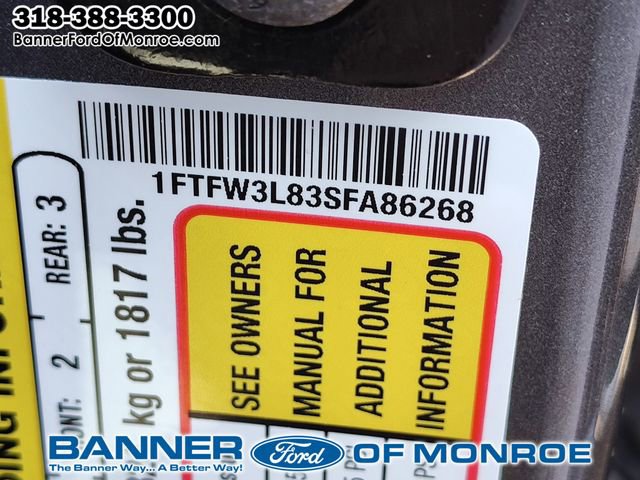 318-388-3300
BannerFordOfMonroe.com
1FTFW3L83SFA86268
REAR: 3
2
kg or 1817 lbs.
SEE OWNERS
MANUAL FOR
ADDITIONAL
INFORMATION
BANNER Ford OF MONROE
The Banner Way... A Better Way!